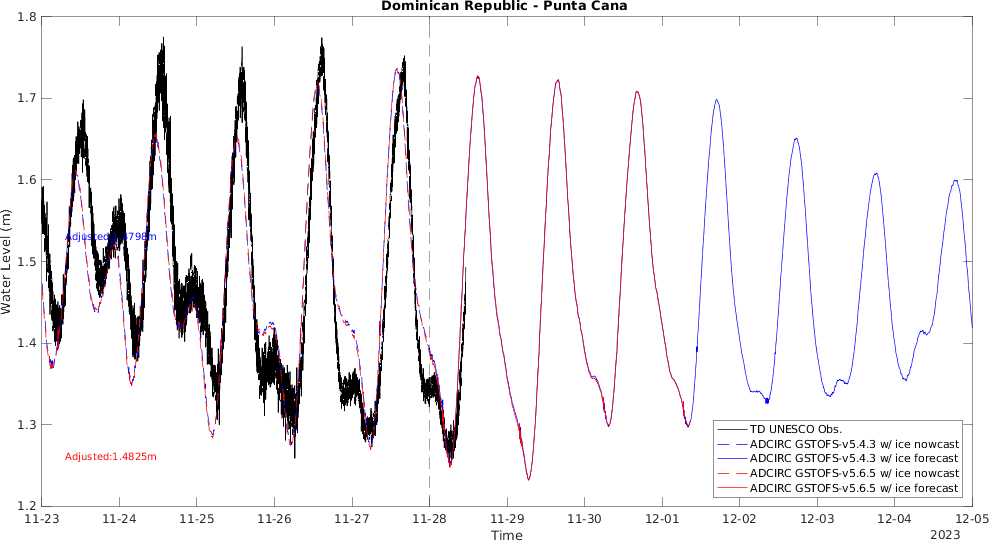 Dominican Republic - Punta Cana
Water Level (m)
1.8
1.7
1.6
1.5
1.4
1.3
1.2
Adjusted:1.4798m
Adjusted:1.4825m
TD UNESCO Obs.
ADCIRC GSTOFS-v5.4.3 w/ ice nowcast
ADCIRC GSTOFS-v5.4.3 w/ ice forecast
ADCIRC GSTOFS-v5.6.5 w/ ice nowcast
ADCIRC GSTOFS-v5.6.5 w/ ice forecast
11-23 11-24 11-25 11-26 11-27 11-28 11-29 11-30 12-01 12-02 12-03 12-04 12-05
Time
2023